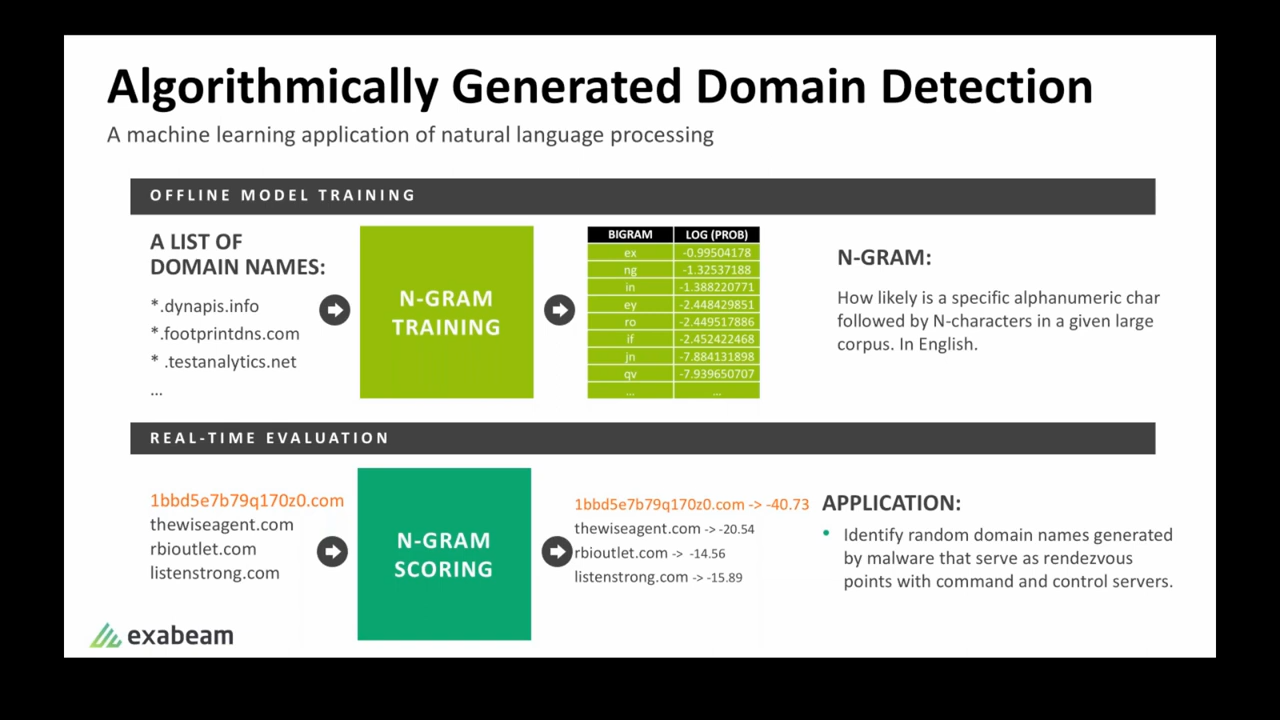 Algorithmically Generated Domain Detection
A machine learning application of natural language processing
OFFLINE MODEL TRAINING
A LIST OF
DOMAIN NAMES:
*.dynapis.info
*.footprintdns.com
* .testanalytics.net
...
N-GRAM
TRAINING
BIGRAM LOG (PROB)
ex -0.99504178
ng -1.32537188
in -1.388220771
ey -2.448429851
ro -2.449517886
if -2.452422468
jn -7.884131898
qv -7.939650707
... ...
N-GRAM:
How likely is a specific alphanumeric char
followed by N-characters in a given large
corpus. In English.
REAL-TIME EVALUATION
1bbd5e7b79q170z0.com
thewiseagent.com
rbioutlet.com
listenstrong.com
N-GRAM
SCORING
1bbd5e7b79q170z0.com -> -40.73
thewiseagent.com -> -20.54
rbioutlet.com -> -14.56
listenstrong.com -> -15.89
APPLICATION:
• Identify random domain names generated
by malware that serve as rendezvous
points with command and control servers.
exabeam